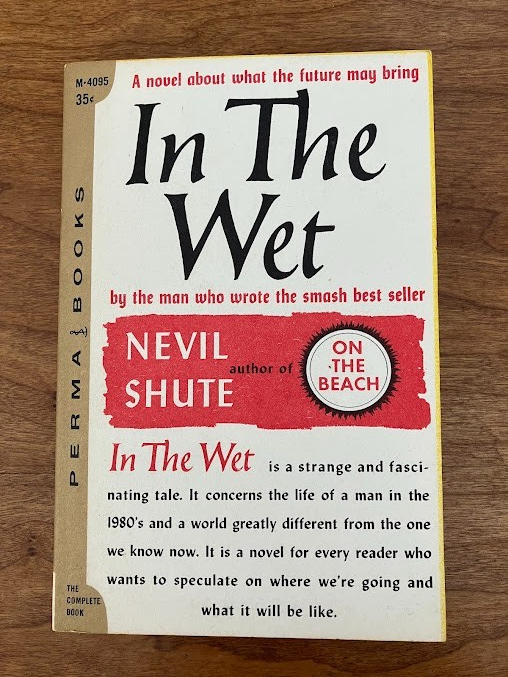 M-4095
35¢
A novel about what the future may bring
In The
Wet
PERMA BOOKS
by the man who wrote the smash best seller
NEVIL
SHUTE
author of
ON
THE
BEACH
In The Wet is a strange and fasci-
nating tale. It concerns the life of a man in the
1980's and a world greatly different from the one
we know now. It is a novel for every reader who
wants to speculate on where we're going and
what it will be like.
THE
COMPLETE
BOOK